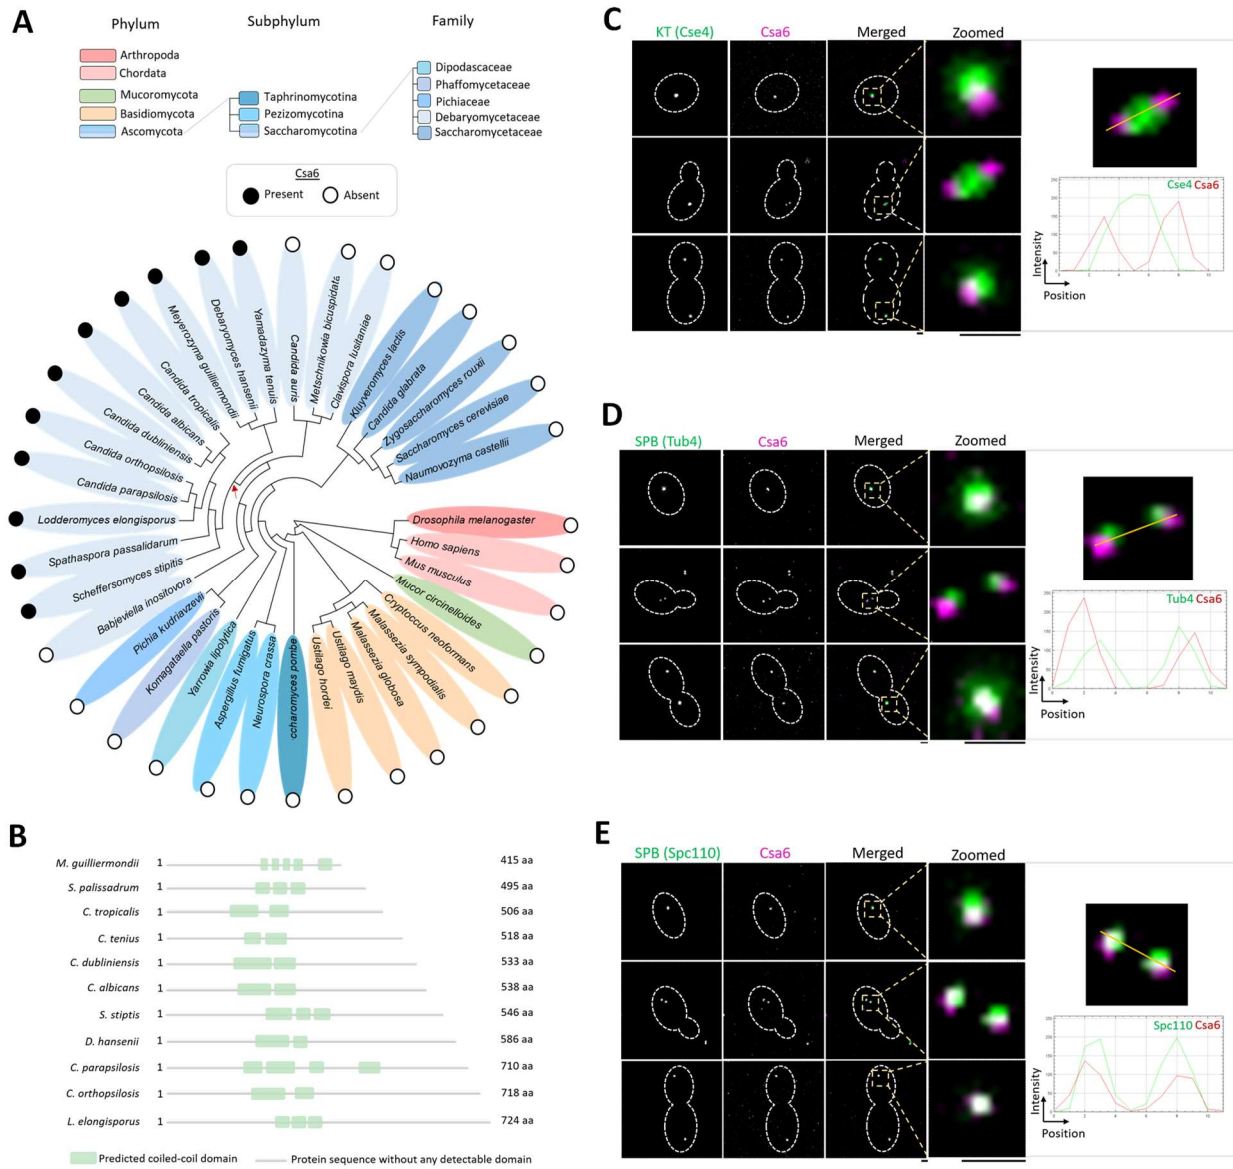 A
Phylum
Subphylum
Family
Arthropoda
Chordata
Mucoromycota
Basidiomycota
Ascomycota
Taphrinomycotina
Pezizomycotina
Saccharomycotina
Dipodascaceae
Phaffomycetaceae
Pichiaceae
Debaryomycetaceae
Saccharomycetaceae
Csa6
Present
Absent
Candida auris
Metschnikowia bicuspidata
Clavispora lusitaniae
Kluyveromyces lactis
Candida glabrata
Zygosaccharomyces rouxii
Saccharomyces cerevisiae
Naumovozyma castellii
Drosophila melanogaster
Homo sapiens
Mus musculus
Mucor circinelloides
Cryptoccus neoformans
Malassezia sympodialis
Malassezia globosa
Ustilago maydis
Ustilago hordei
ccharomyces pombe
Neurospora crassa
Aspergillus fumigatus
Yarrowia lipolytica
Komagataella pastoris
Pichia kudriavzevii
Babjeviella inositovora
Scheffersomyces stipitis
Spathaspora passalidarum
Lodderomyces elongisporus
Candida parapsilosis
Candida orthopsilosis
Candida dubliniensis
Candida albicans
Candida tropicalis
Meyerozyma guilliermondii
Debaryomyces hansenii
Yamadazyma tenuis
B
M. guilliermondii 1 415 aa
S. palissadrum 1 495 aa
C. tropicalis 1 506 aa
C. tenius 1 518 aa
C. dubliniensis 1 533 aa
C. albicans 1 538 aa
S. stiptis 1 546 aa
D. hansenii 1 586 aa
C. parapsilosis 1 710 aa
C. orthopsilosis 1 718 aa
L. elongisporus 1 724 aa
Predicted coiled-coil domain
Protein sequence without any detectable domain
C
KT (Cse4) Csa6 Merged Zoomed
Cse4 Csa6
Intensity
Position
D
SPB (Tub4) Csa6 Merged Zoomed
Tub4 Csa6
Intensity
Position
E
SPB (Spc110) Csa6 Merged Zoomed
Spc110 Csa6
Intensity
Position